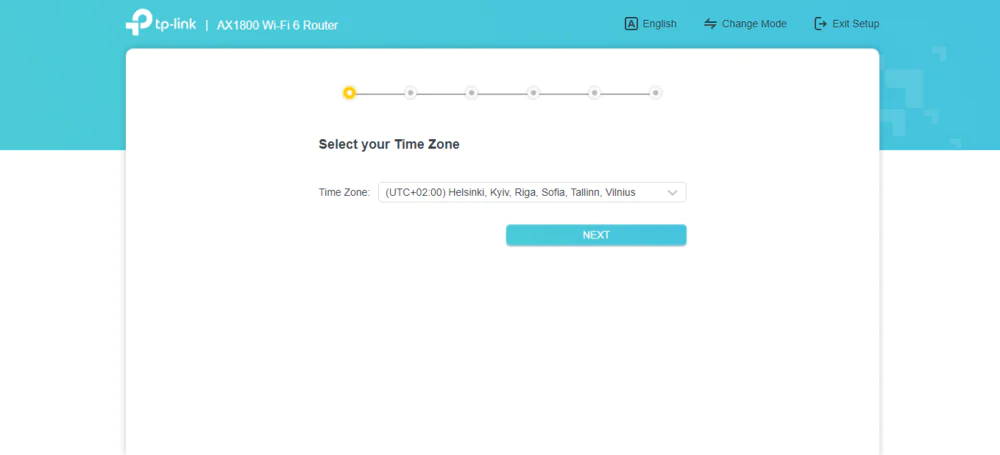 tp-link | AX1800 Wi-Fi 6 Router
English
Change Mode
Exit Setup
Select your Time Zone
Time Zone: (UTC+02:00) Helsinki, Kyiv, Riga, Sofia, Tallinn, Vilnius
NEXT